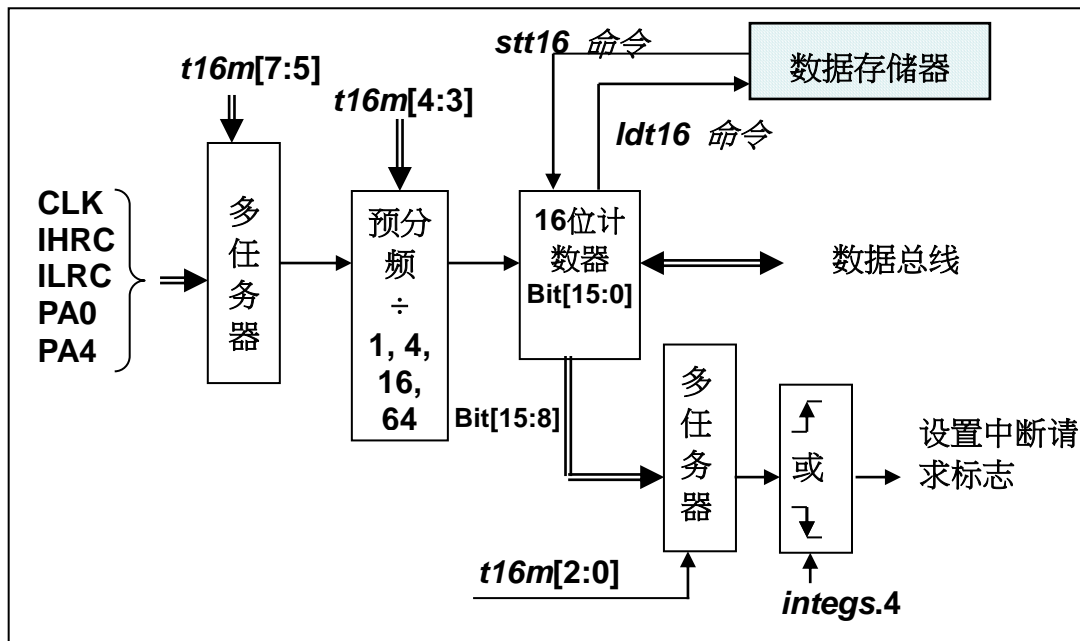 stt16 命令
数据存储器
t16m[7:5]
t16m[4:3]
ldt16 命令
CLK
IHRC
ILRC
PA0
PA4
多
任
务
器
预分
频
÷
1, 4,
16,
64
16位计
数器
Bit[15:0]
数据总线
Bit[15:8]
多
任
务
器
或
设置中断请
求标志
t16m[2:0]
integs.4